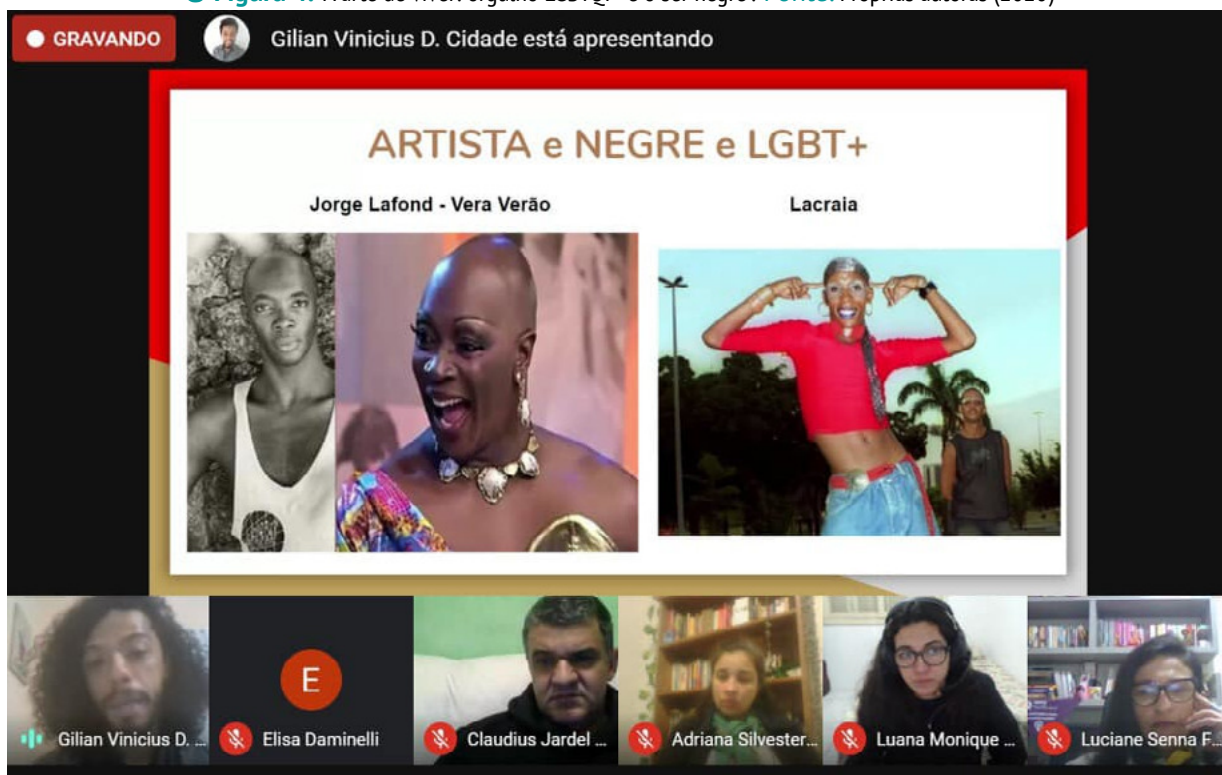 GRAVANDO
Gilian Vinicius D. Cidade está apresentando
ARTISTA e NEGRE e LGBT+
Jorge Lafond - Vera Verão
Lacraia
E
Gilian Vinicius D. ...
Elisa Daminelli
Claudius Jardel ...
Adriana Silvester...
Luana Monique ...
Luciane Senna F...